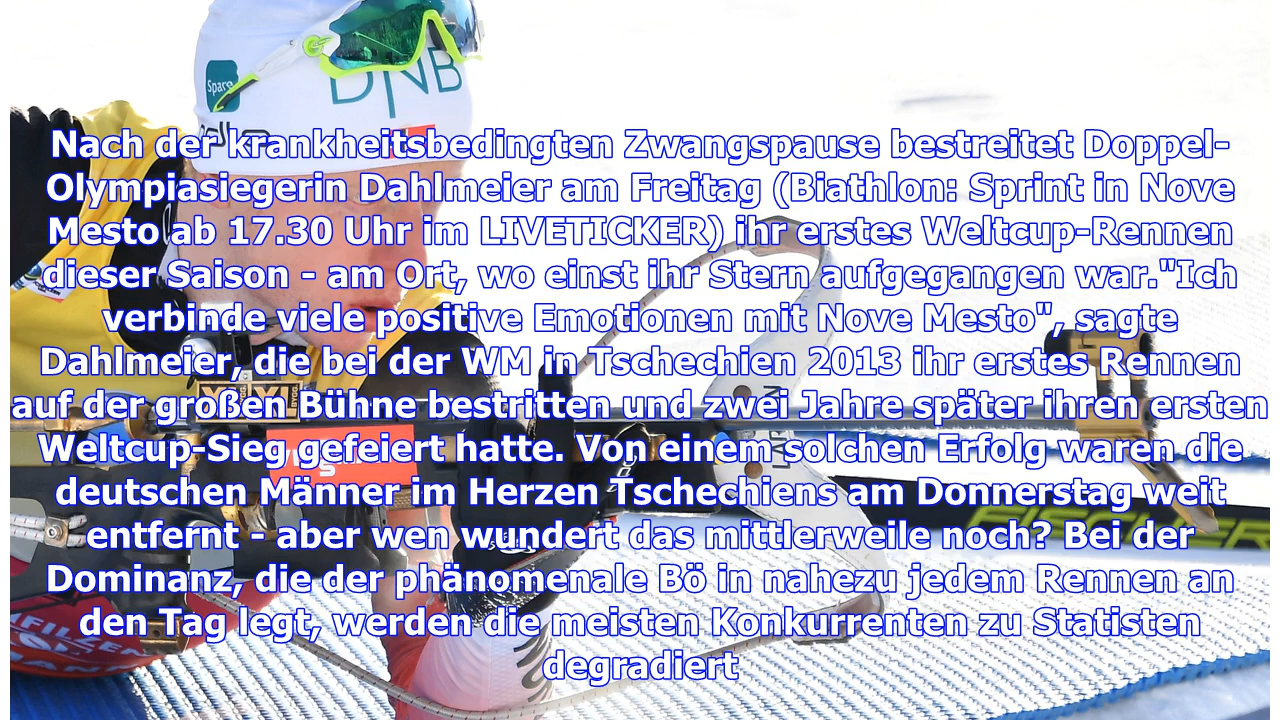 Nach der krankheitsbedingten Zwangspause bestreitet Doppel-
Olympiasiegerin Dahlmeier am Freitag (Biathlon: Sprint in Nove
Mesto ab 17.30 Uhr im LIVETICKER) ihr erstes Weltcup-Rennen
dieser Saison - am Ort, wo einst ihr Stern aufgegangen war."Ich
verbinde viele positive Emotionen mit Nove Mesto", sagte
Dahlmeier, die bei der WM in Tschechien 2013 ihr erstes Rennen
auf der großen Bühne bestritten und zwei Jahre später ihren ersten
Weltcup-Sieg gefeiert hatte. Von einem solchen Erfolg waren die
deutschen Männer im Herzen Tschechiens am Donnerstag weit
entfernt - aber wen wundert das mittlerweile noch? Bei der
Dominanz, die der phänomenale Bö in nahezu jedem Rennen an
den Tag legt, werden die meisten Konkurrenten zu Statisten
degradiert
DNB
FISCHER